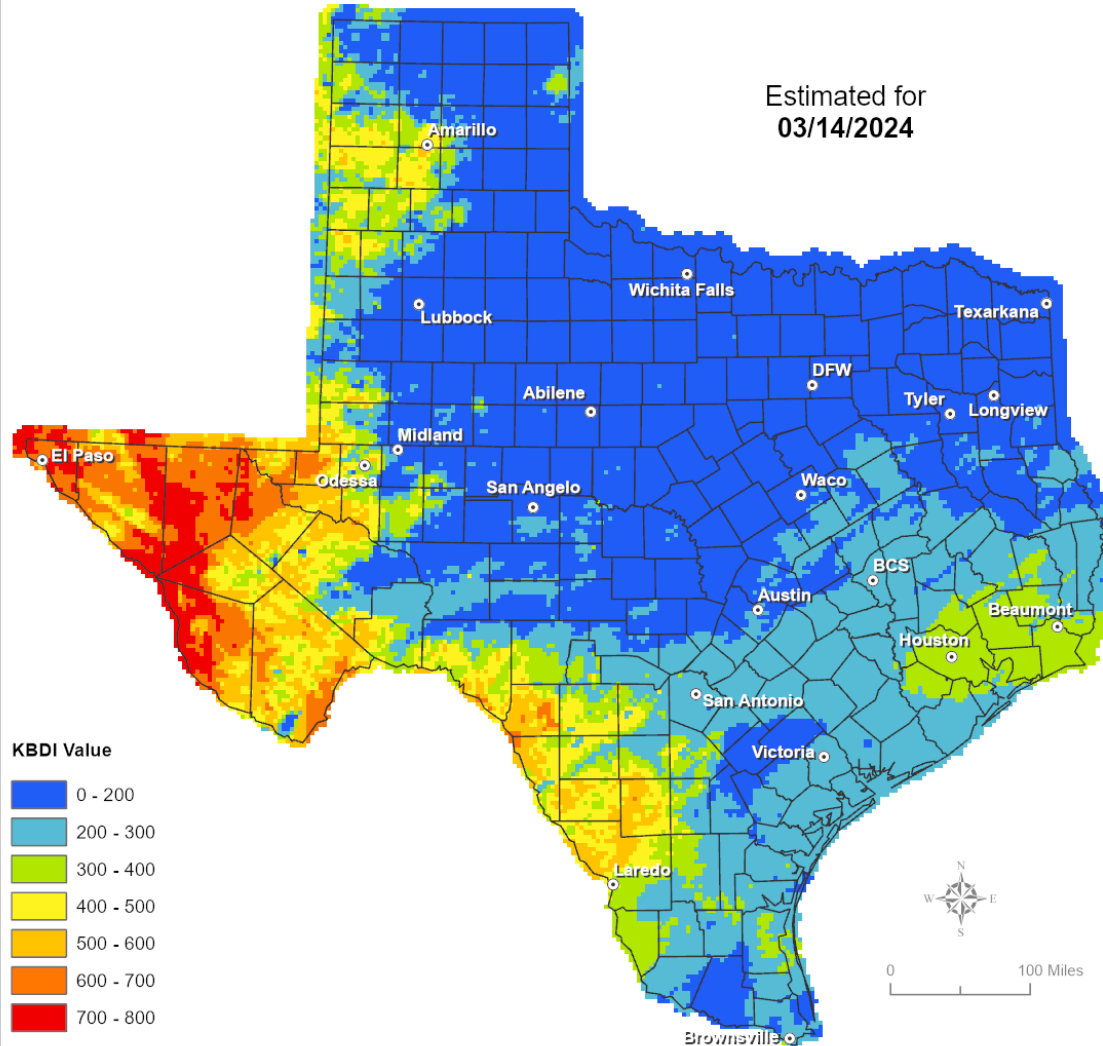 Estimated for
03/14/2024
Amarillo
Wichita Falls
Lubbock
Texarkana
DFW
Abilene
Tyler
Longview
Midland
El Paso
Odessa
San Angelo
Waco
BCS
Austin
Beaumont
Houston
San Antonio
Victoria
KBDI Value
0 - 200
200 - 300
300 - 400
400 - 500
500 - 600
600 - 700
700 - 800
Laredo
N
W E
S
0 100 Miles
Brownsville